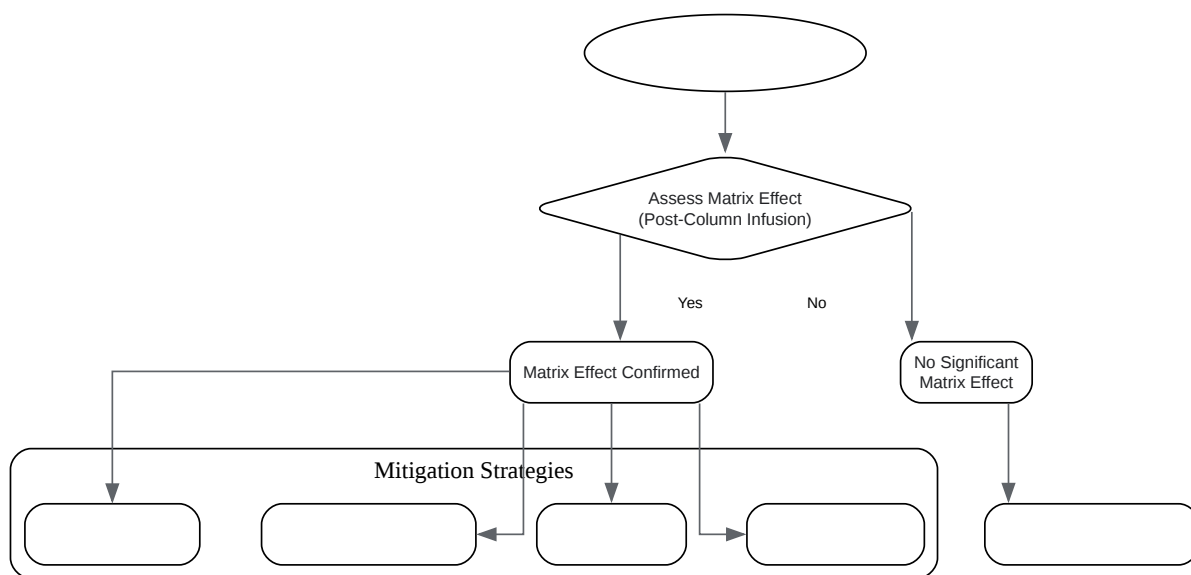 Assess Matrix Effect
(Post-Column Infusion)
Yes
No
Matrix Effect Confirmed
No Significant
Matrix Effect
Mitigation Strategies